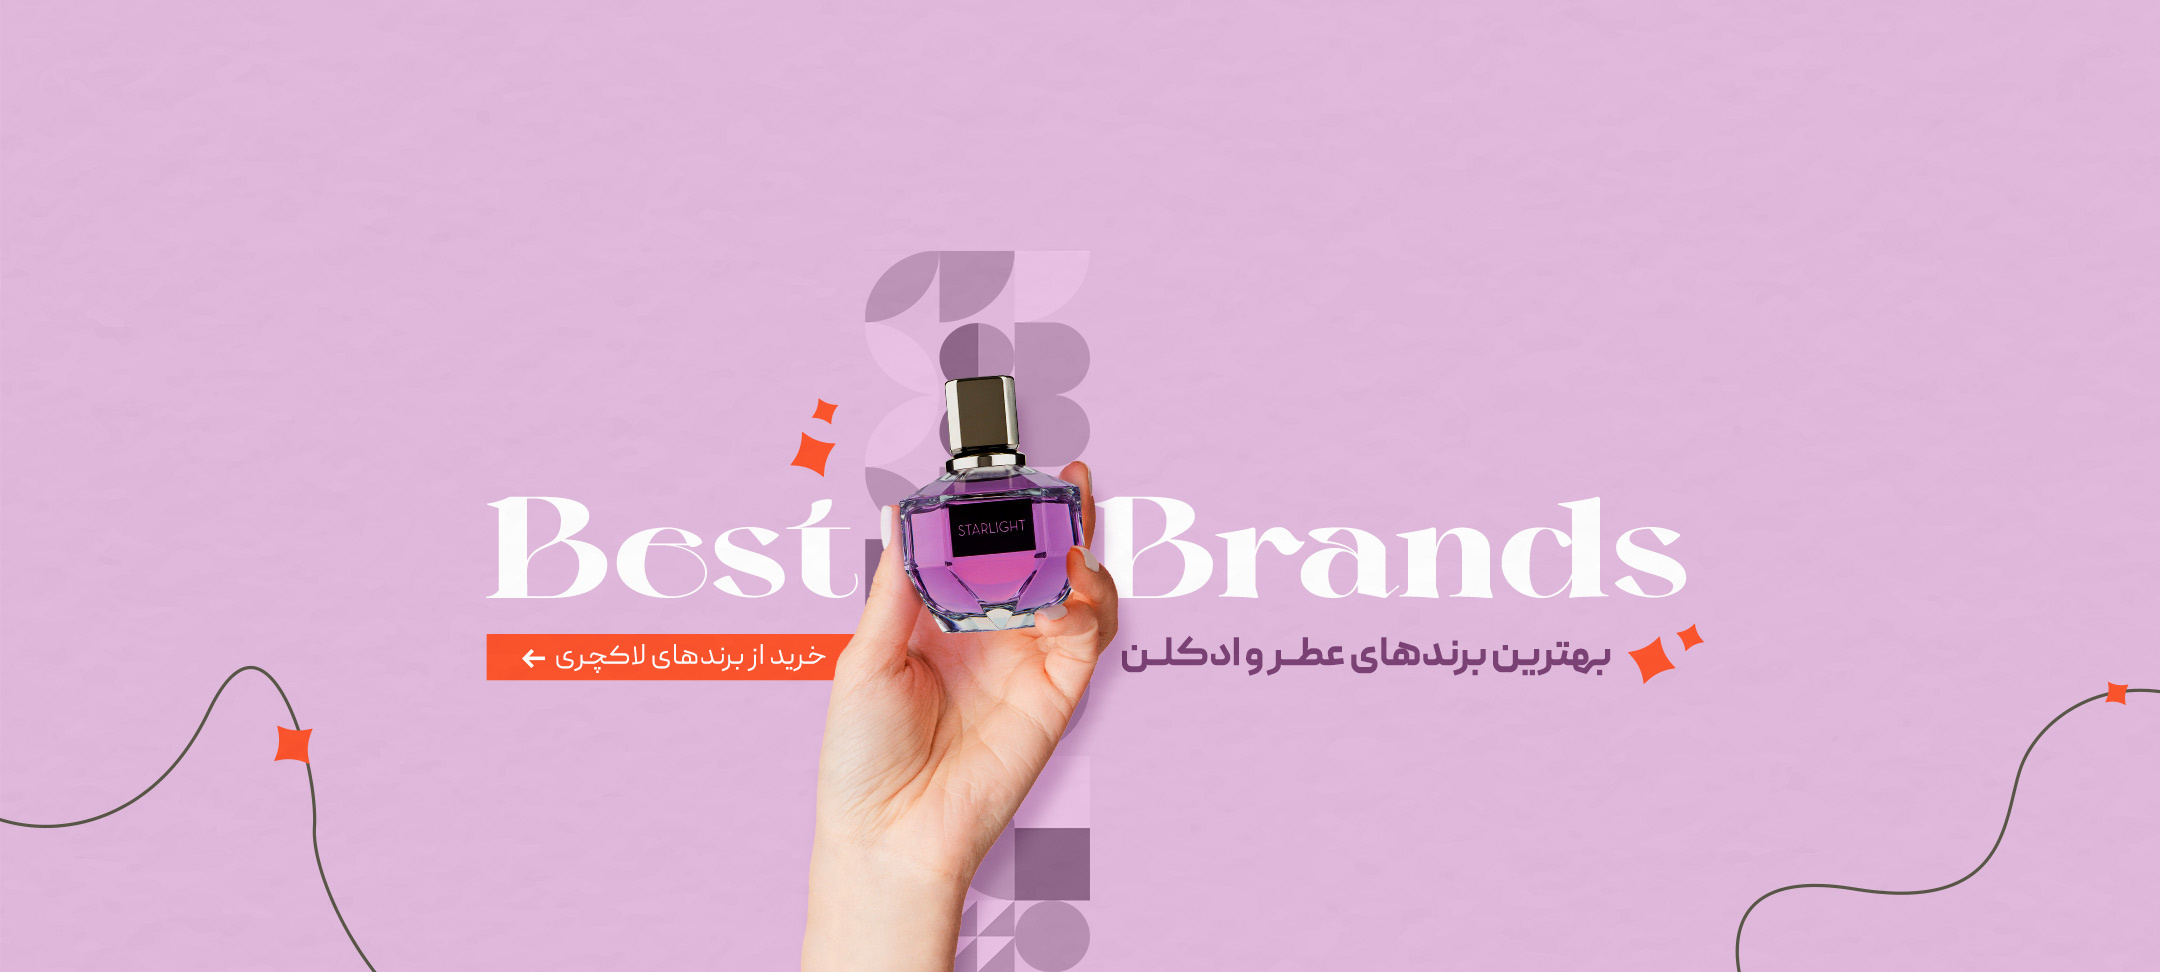 Best Brands
STARLIGHT
بهترین برندهای عطر و ادکلن
خرید از برندهای لاکچری ←